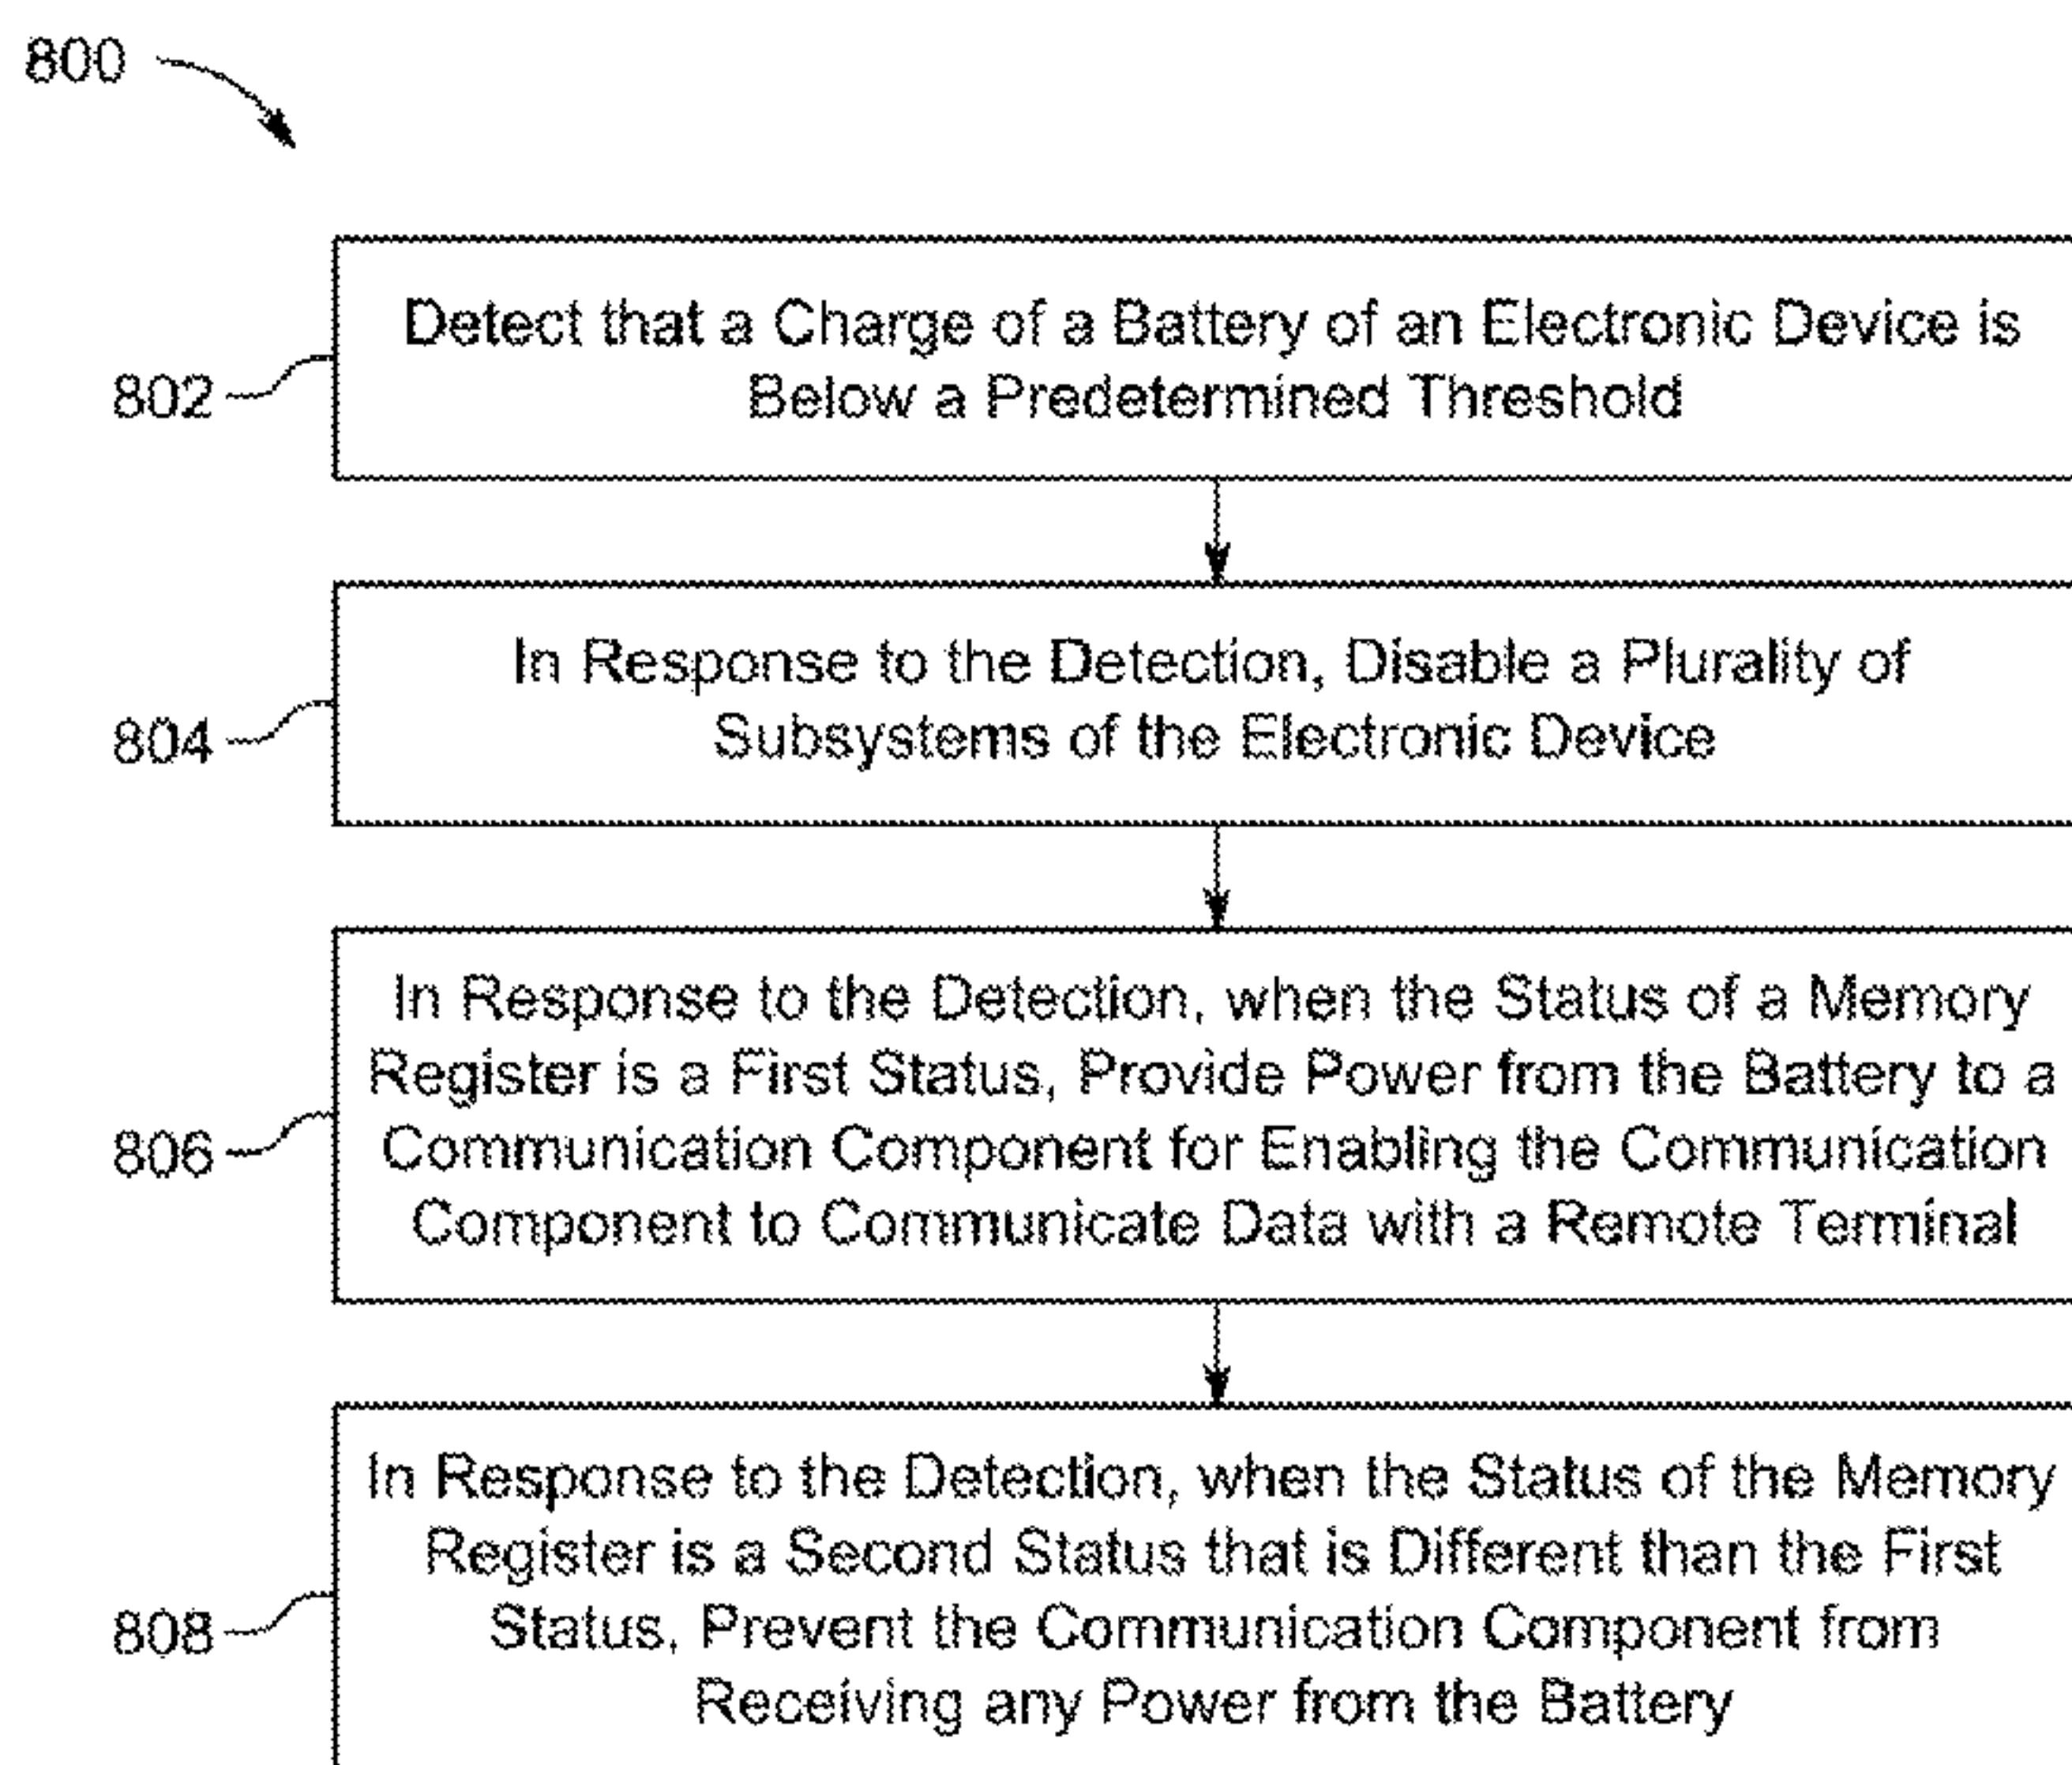 800
Detect that a Charge of a Battery of an Electronic Device is
Below a Predetermined Threshold
802
In Response to the Detection, Disable a Plurality of
Subsystems of the Electronic Device
804
In Response to the Detection, when the Status of a Memory
Register is a First Status, Provide Power from the Battery to a
Communication Component for Enabling the Communication
Component to Communicate Data with a Remote Terminal
806
In Response to the Detection, when the Status of the Memory
Register is a Second Status that is Different than the First
Status, Prevent the Communication Component from
Receiving any Power from the Battery
808